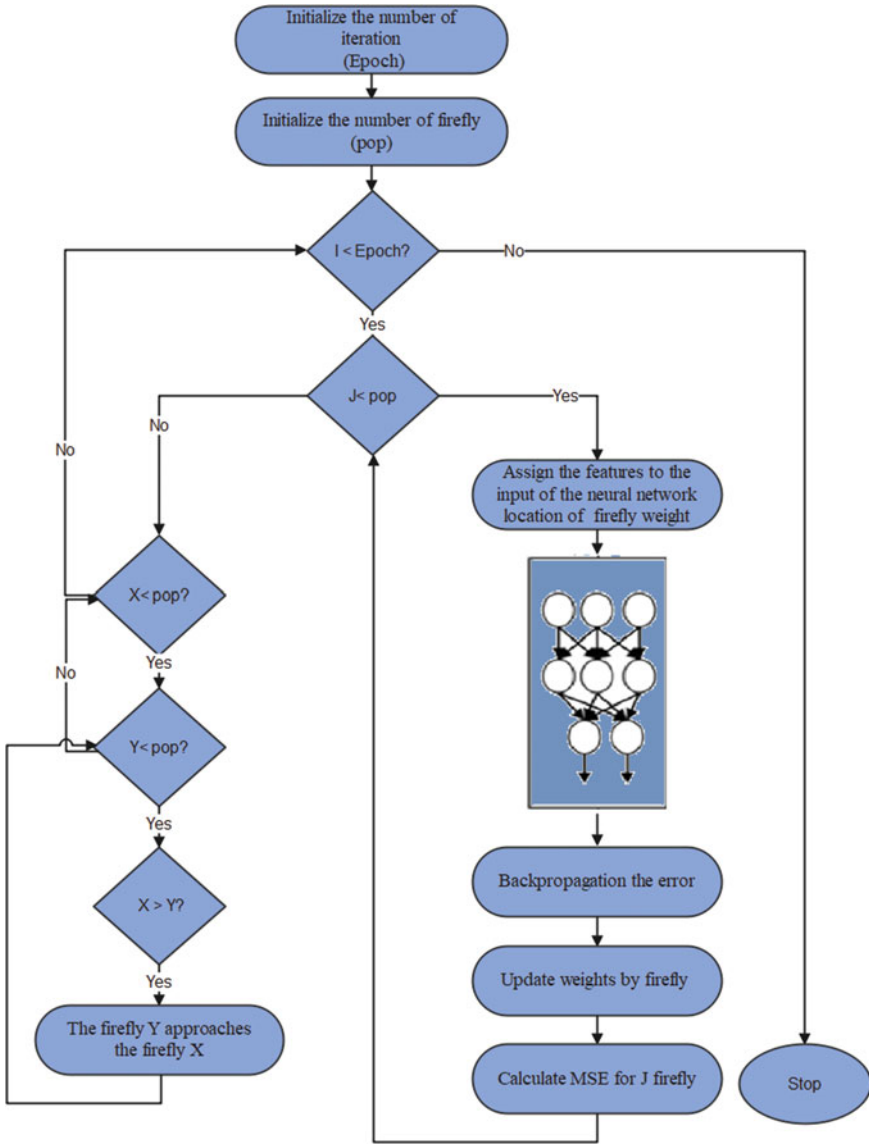 Initialize the number of
iteration
(Epoch)
Initialize the number of firefly
(pop)
I < Epoch?
No
Yes
J< pop
No
Yes
No
Assign the features to the
input of the neural network
location of firefly weight
X< pop?
Yes
No
Y< pop?
Yes
Backpropagation the error
X > Y?
Yes
Update weights by firefly
The firefly Y approaches
the firefly X
Calculate MSE for J firefly
Stop